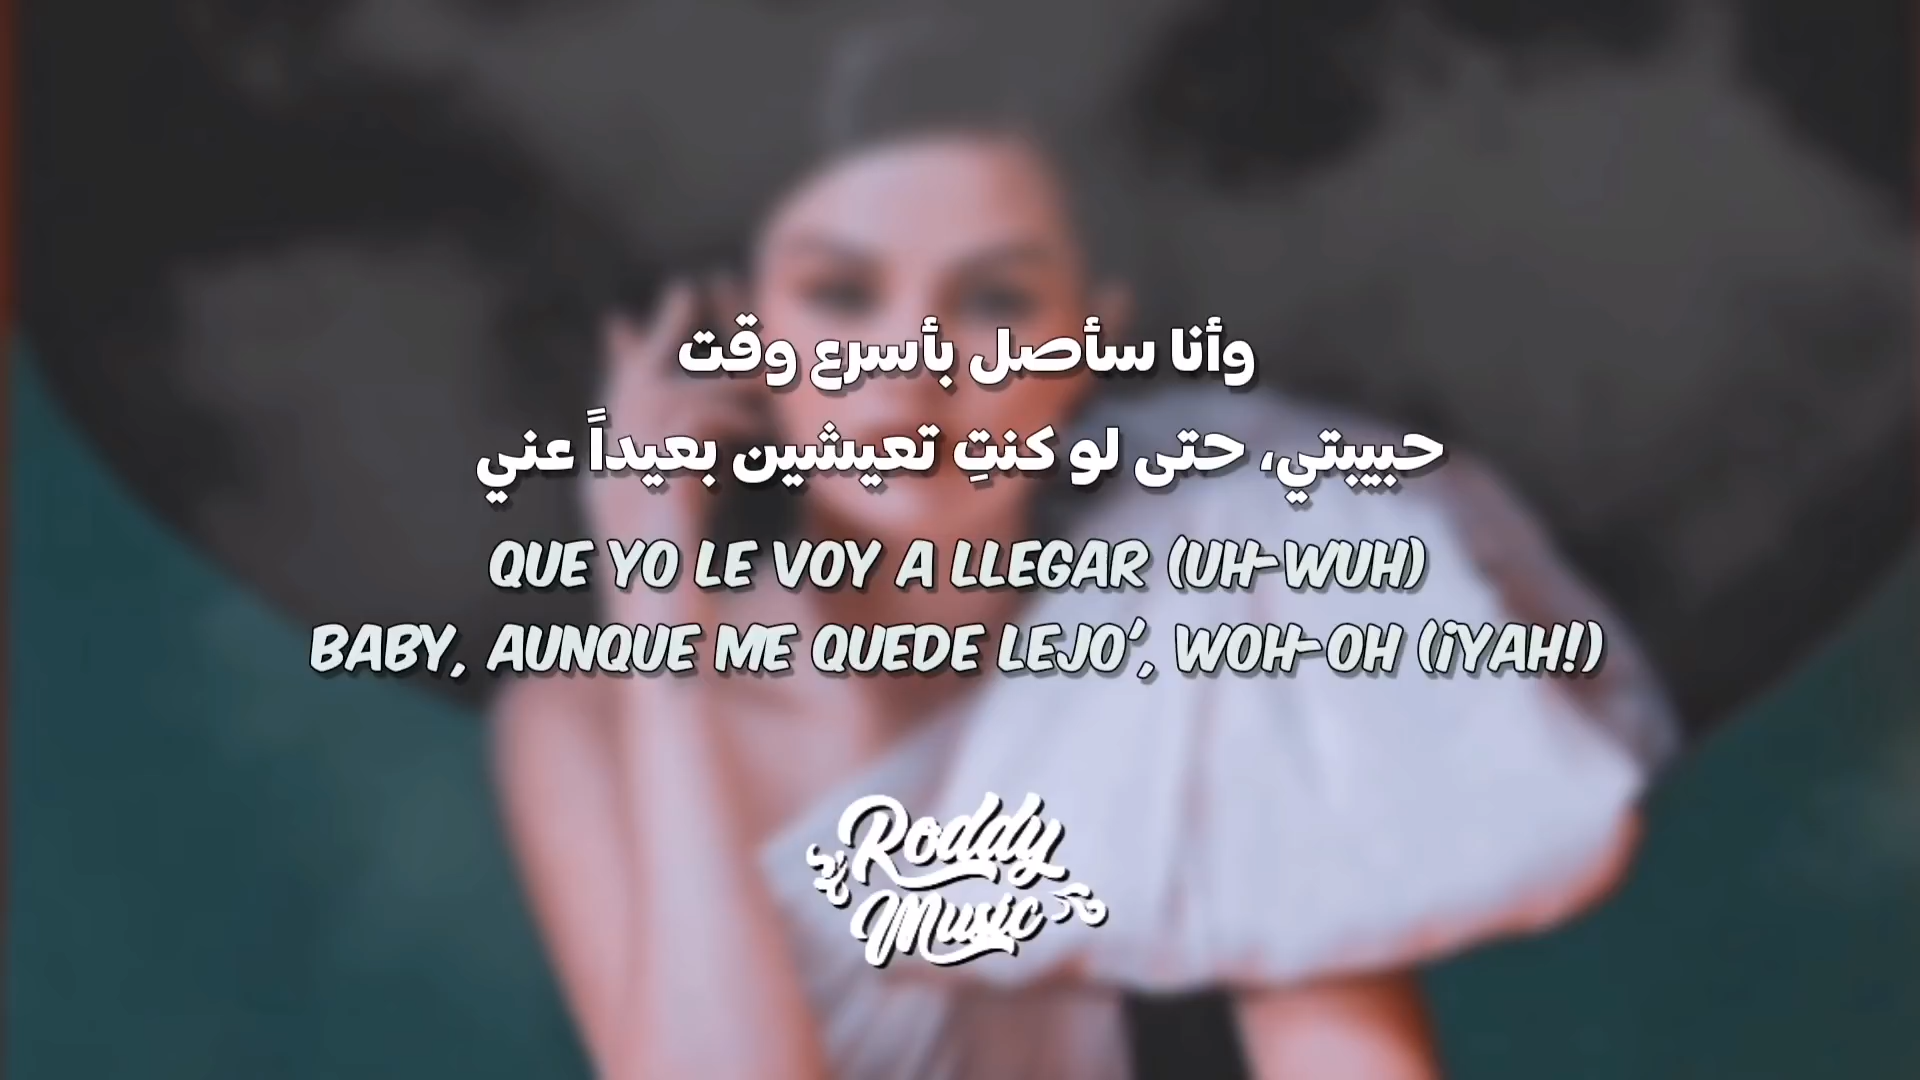 وأنا سأصل بأسرع وقت
حبيبتي، حتى لو كنتِ تعيشين بعيداً عني
QUE YO LE VOY A LLEGAR (UH-WUH)
BABY, AUNQUE ME QUEDE LEJO', WOH-OH (¡YAH!)
Roddy
Music